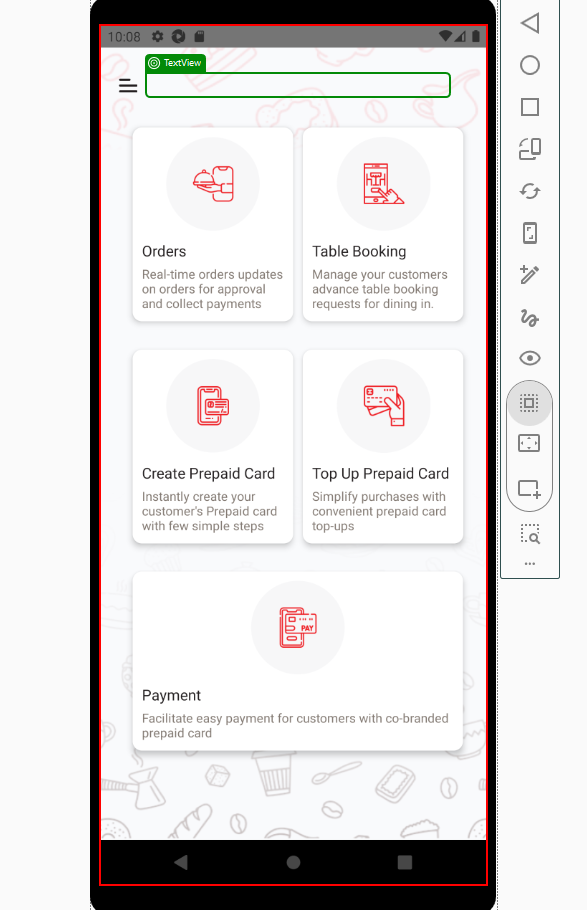 10:08
TextView
Orders
Real-time orders updates
on orders for approval
and collect payments
Table Booking
Manage your customers
advance table booking
requests for dining in.
Create Prepaid Card
Instantly create your
customer's Prepaid card
with few simple steps
Top Up Prepaid Card
Simplify purchases with
convenient prepaid card
top-ups
PAY
Payment
Facilitate easy payment for customers with co-branded
prepaid card